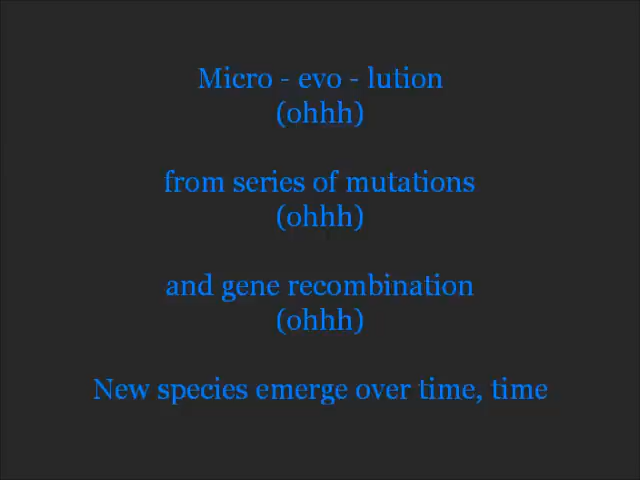 Micro - evo - lution
(ohhh)
from series of mutations
(ohhh)
and gene recombination
(ohhh)
New species emerge over time, time